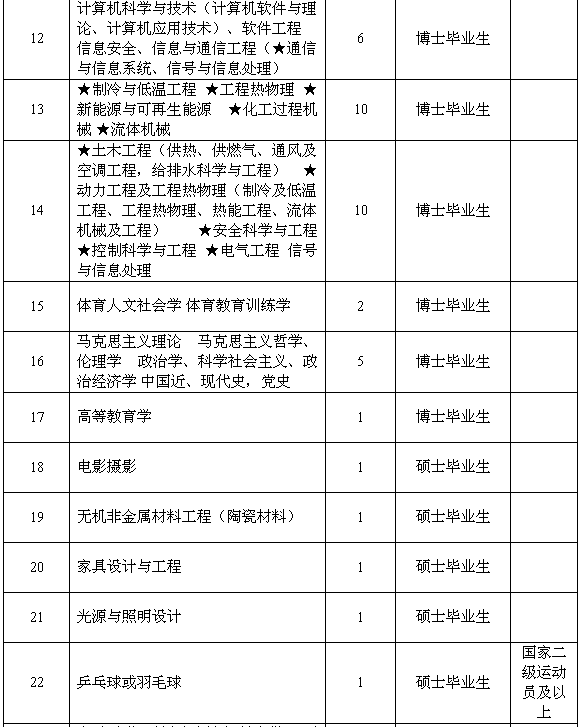 计算机科学与技术（计算机软件与理
论、计算机应用技术）、软件工程
12 信息安全、信息与通信工程（★通信 6 博士毕业生
与信息系统、信号与信息处理）
★制冷与低温工程 ★工程热物理 ★
13 新能源与可再生能源 ★化工过程机 10 博士毕业生
械 ★流体机械
★土木工程（供热、供燃气、通风及
空调工程，给排水科学与工程） ★
动力工程及工程热物理（制冷及低温
14 工程、工程热物理、热能工程、流体 10 博士毕业生
机械及工程） ★安全科学与工程
★控制科学与工程 ★电气工程 信号
与信息处理
15 体育人文社会学 体育教育训练学 2 博士毕业生
马克思主义理论 马克思主义哲学、
16 伦理学 政治学、科学社会主义、政 5 博士毕业生
治经济学 中国近、现代史，党史
17 高等教育学 1 博士毕业生
18 电影摄影 1 硕士毕业生
19 无机非金属材料工程（陶瓷材料） 1 硕士毕业生
20 家具设计与工程 1 硕士毕业生
21 光源与照明设计 1 硕士毕业生
22 乒乓球或羽毛球 1 硕士毕业生
国家二
级运动
员及以
上